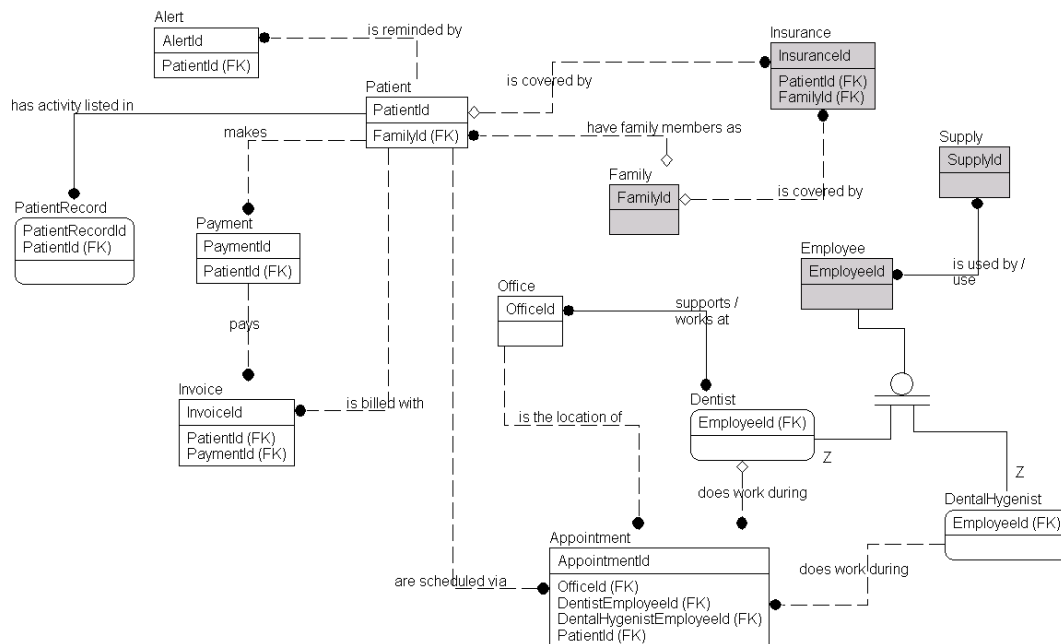 Alert
AlertId
PatientId (FK)
is reminded by
Insurance
InsuranceId
PatientId (FK)
FamilyId (FK)
is covered by
Patient
PatientId
FamilyId (FK)
has activity listed in
makes
have family members as
Supply
SupplyId
Family
FamilyId
is covered by
PatientRecord
PatientRecordId
PatientId (FK)
Payment
PaymentId
PatientId (FK)
Employee
EmployeeId
is used by /
use
Office
OfficeId
supports /
works at
pays
Invoice
InvoiceId
PatientId (FK)
PaymentId (FK)
is billed with
is the location of
Dentist
EmployeeId (FK)
Z
Z
does work during
DentalHygenist
EmployeeId (FK)
Appointment
AppointmentId
OfficeId (FK)
DentistEmployeeId (FK)
DentalHygenistEmployeeId (FK)
PatientId (FK)
are scheduled via
does work during